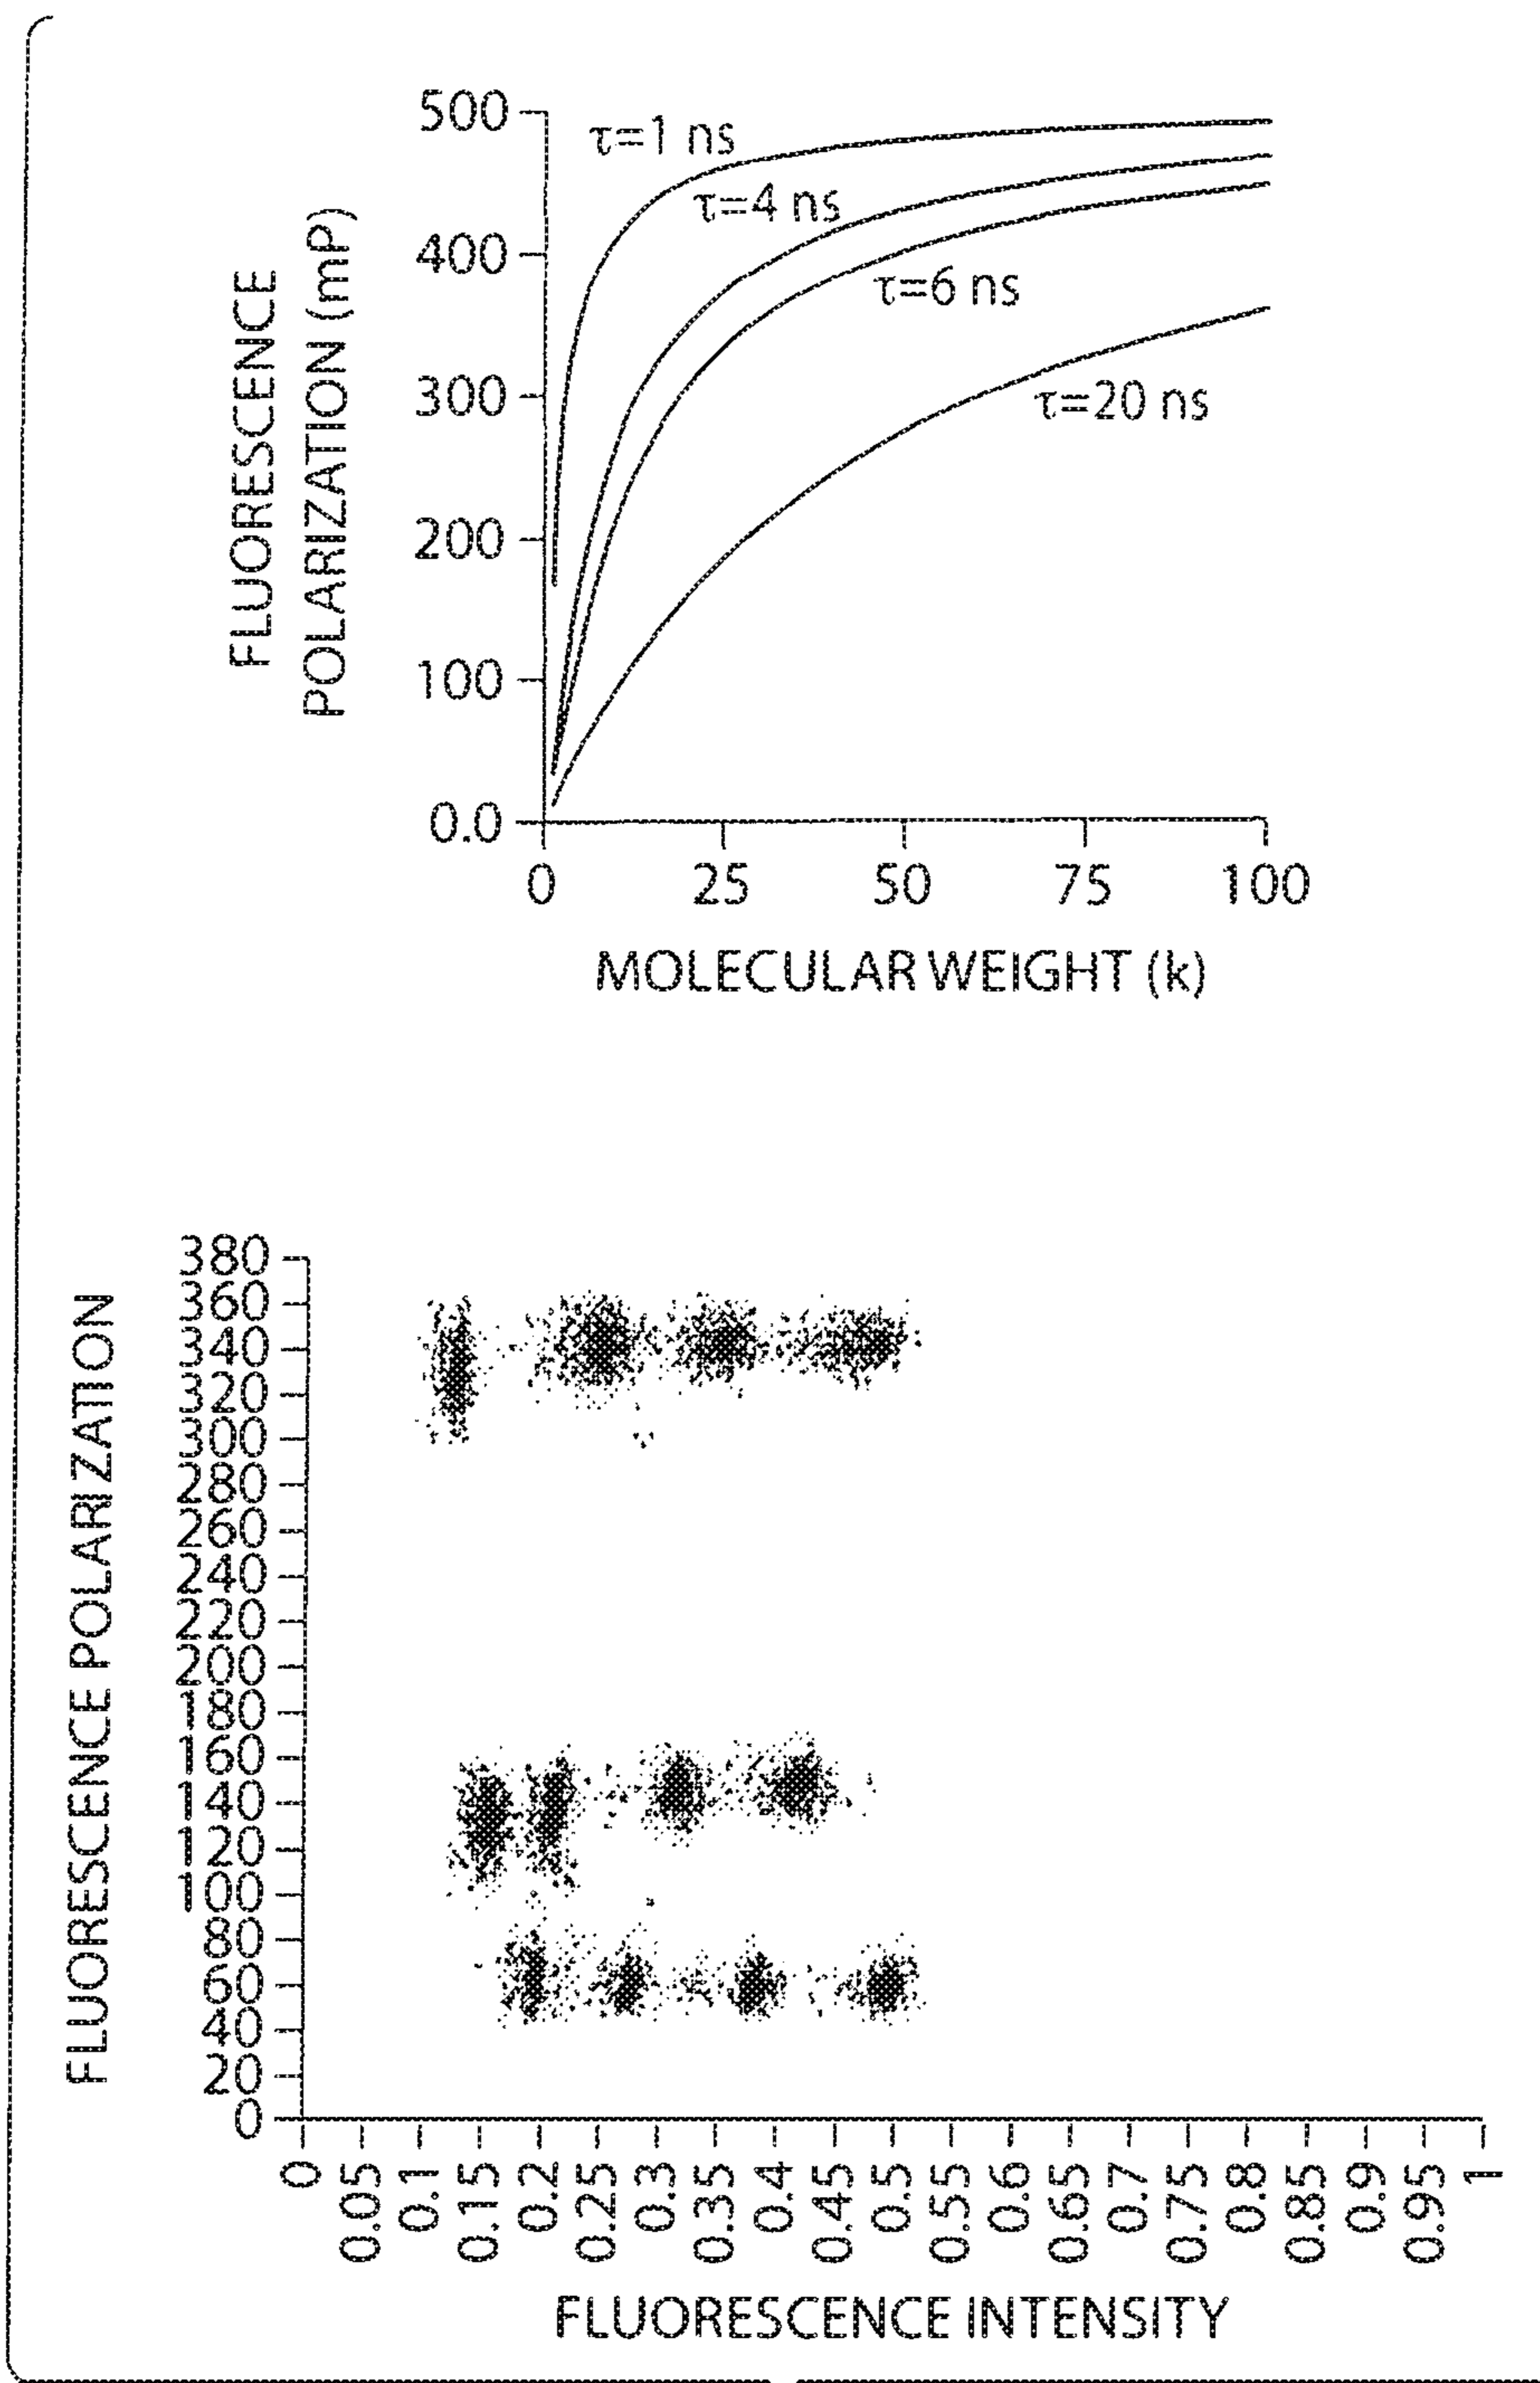 FLUORESCENCE
POLARIZATION (mP)
500
400
300
200
100
0.0
τ=1 ns
τ=4 ns
τ=6 ns
τ=20 ns
0 25 50 75 100
MOLECULAR WEIGHT (k)
FLUORESCENCE POLARIZATION
380
360
340
320
300
280
260
240
220
200
180
160
140
120
100
80
60
40
20
0
0 0.05 0.1 0.15 0.2 0.25 0.3 0.35 0.4 0.45 0.5 0.55 0.6 0.65 0.7 0.75 0.8 0.85 0.9 0.95 1
FLUORESCENCE INTENSITY